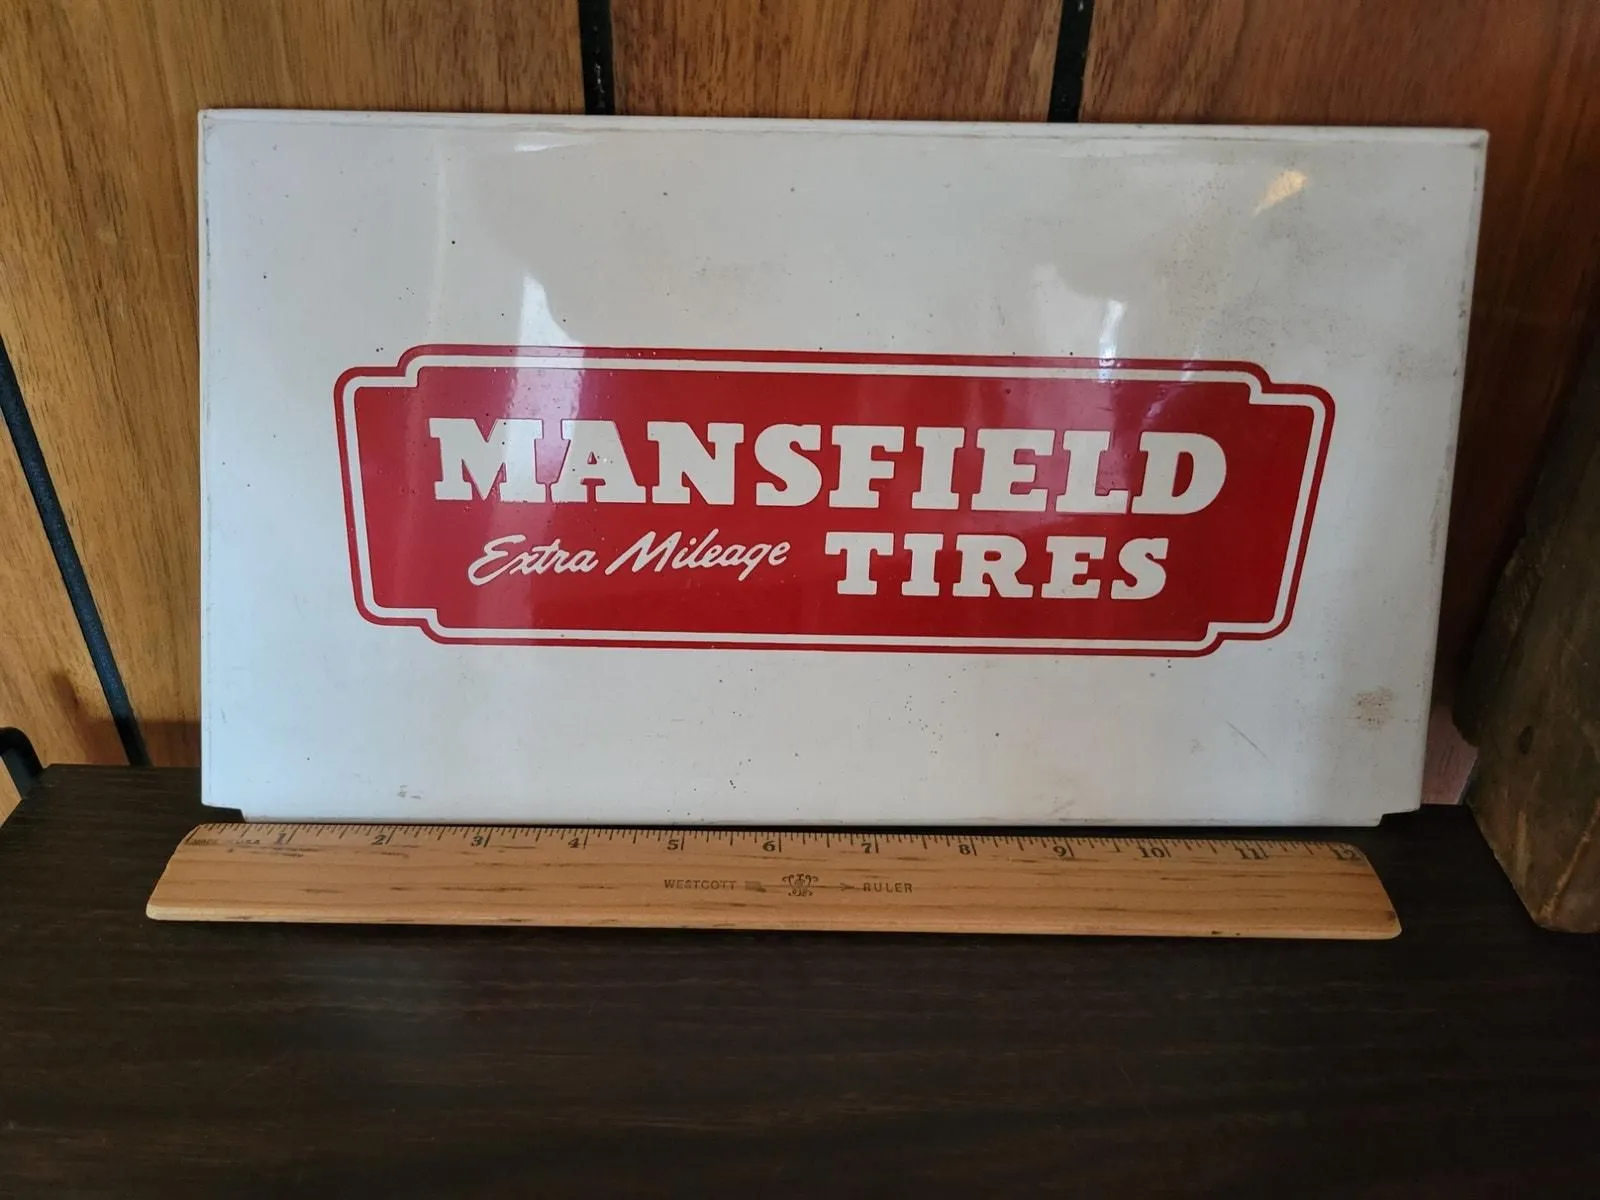 MANSFIELD
Extra Mileage TIRES
1 2 3 4 5 6 7 8 9 10 11 12
WESTCOTT RULER